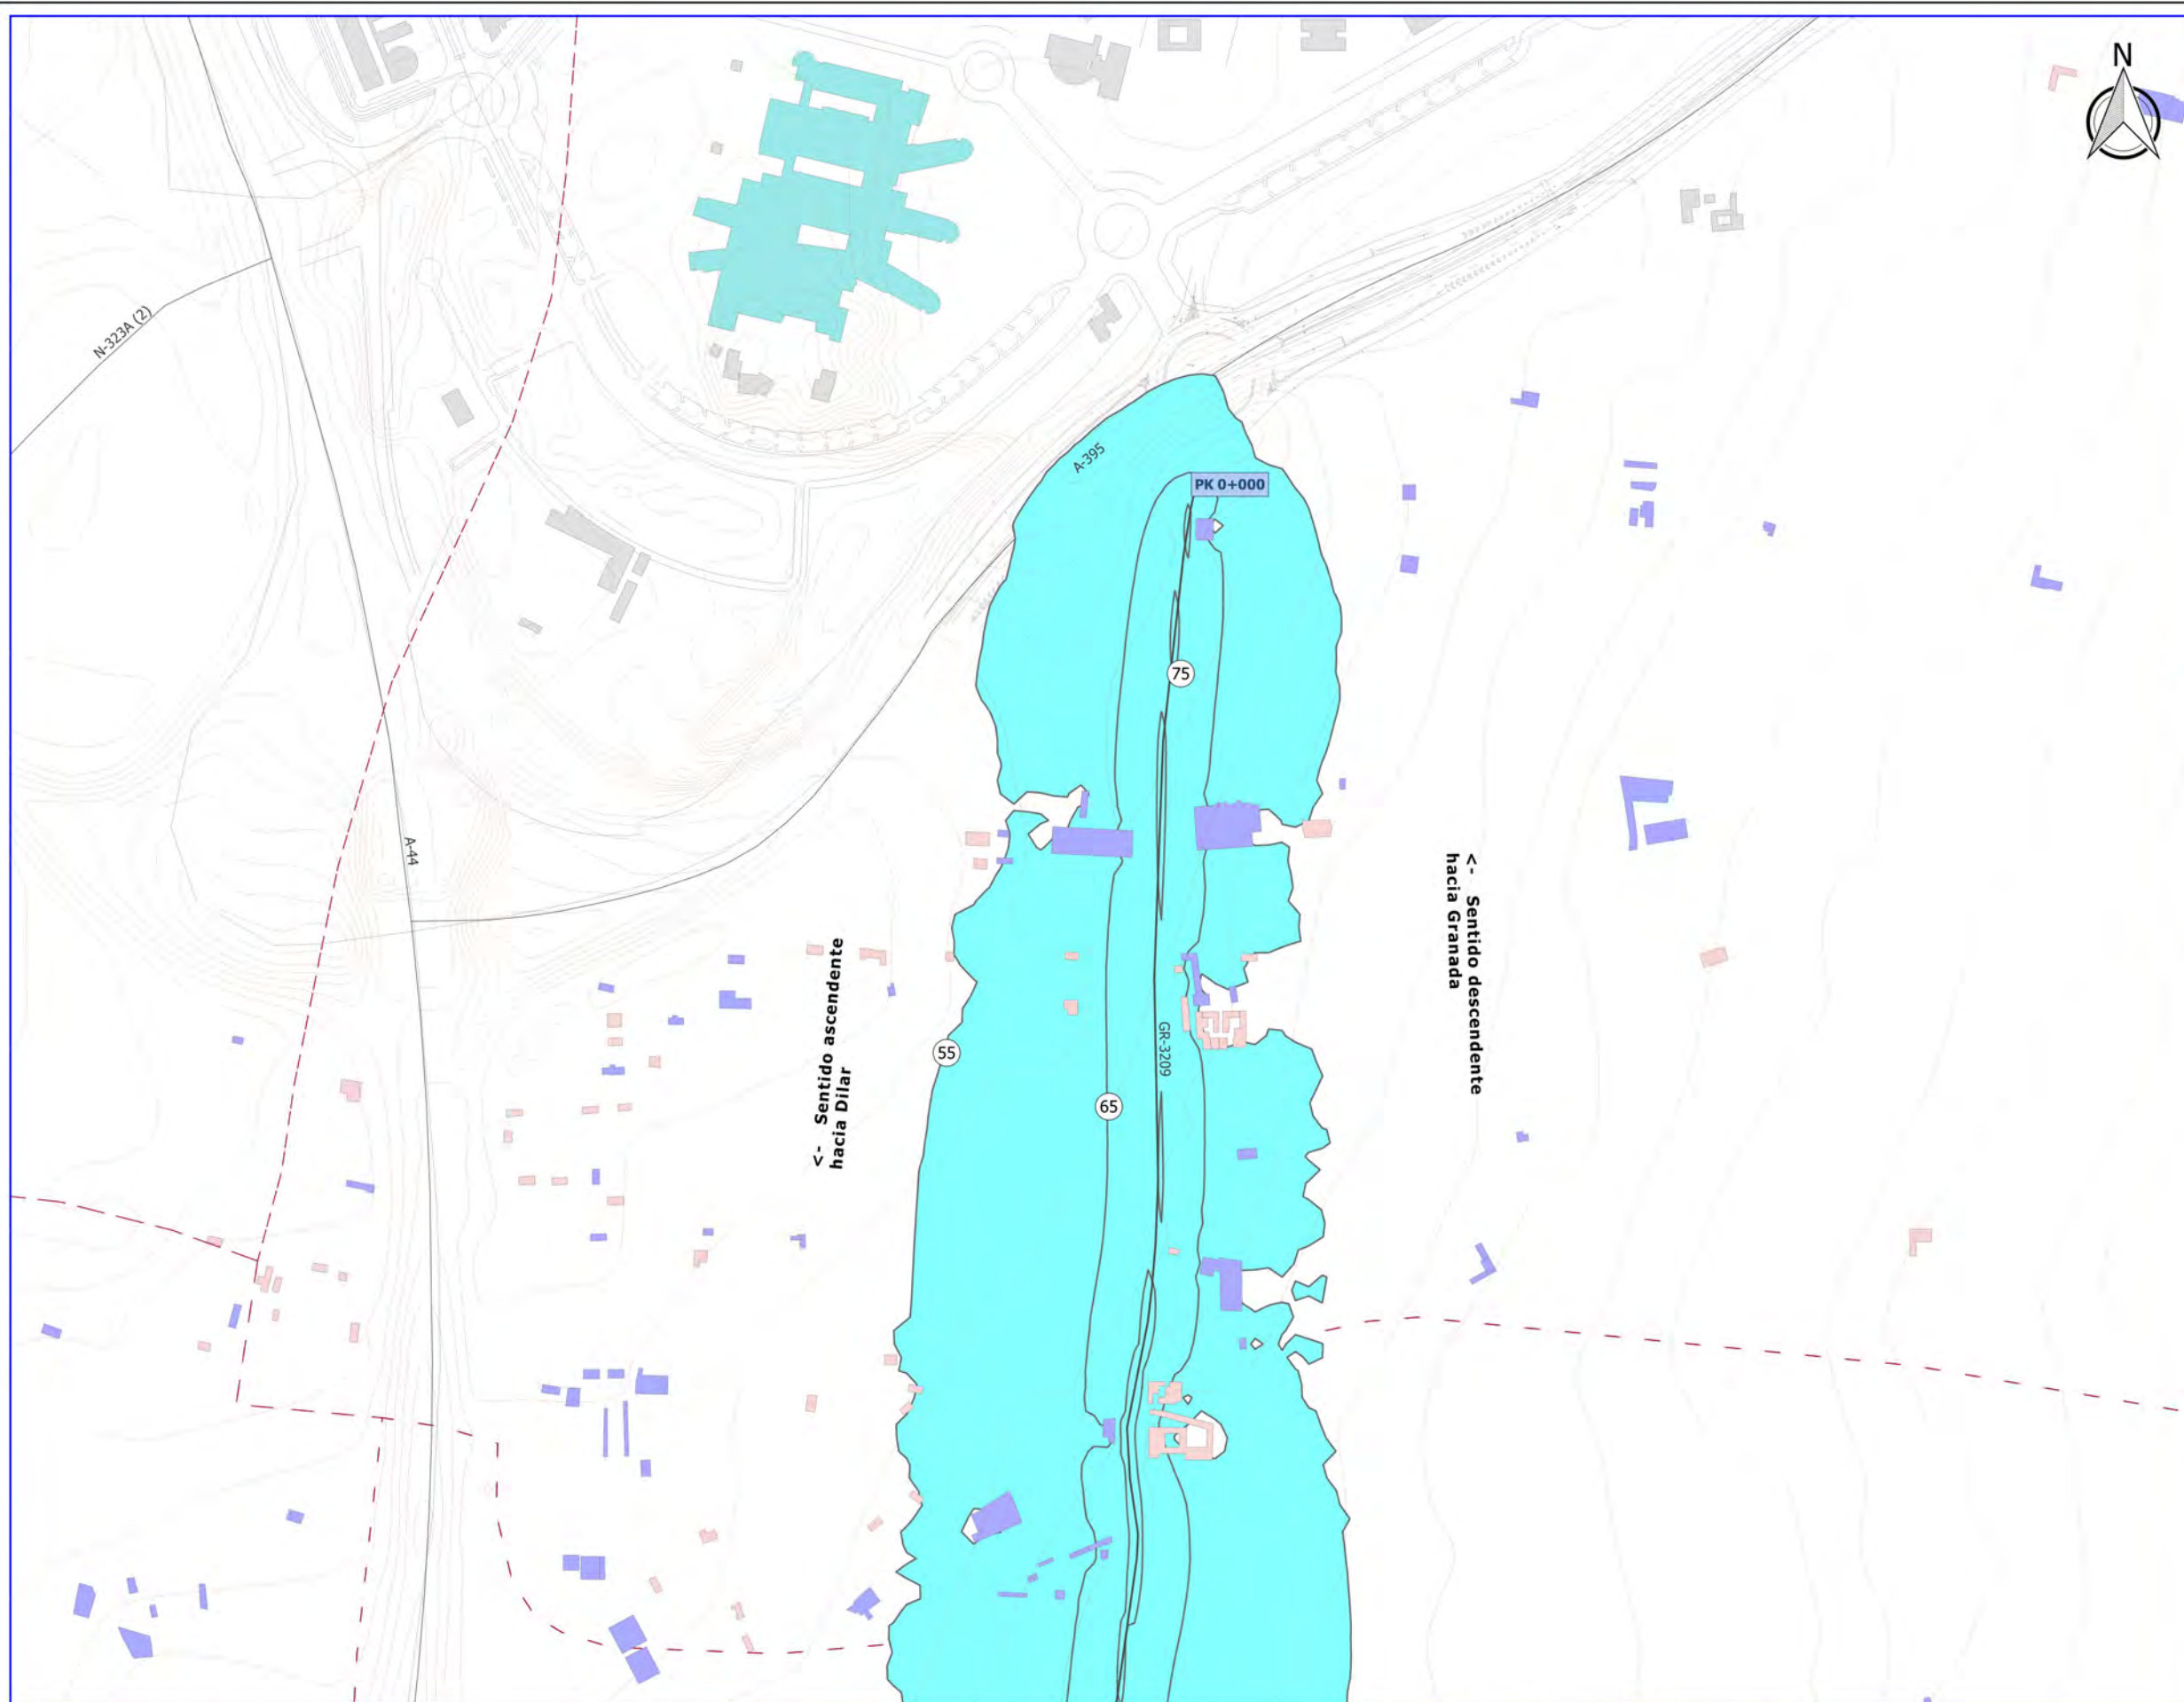 N
N-323A (2)
A-395
PK 0+000
75
A-44
<- Sentido descendente
hacia Granada
<- Sentido ascendente
hacia Dilar
GR-3209
55
65